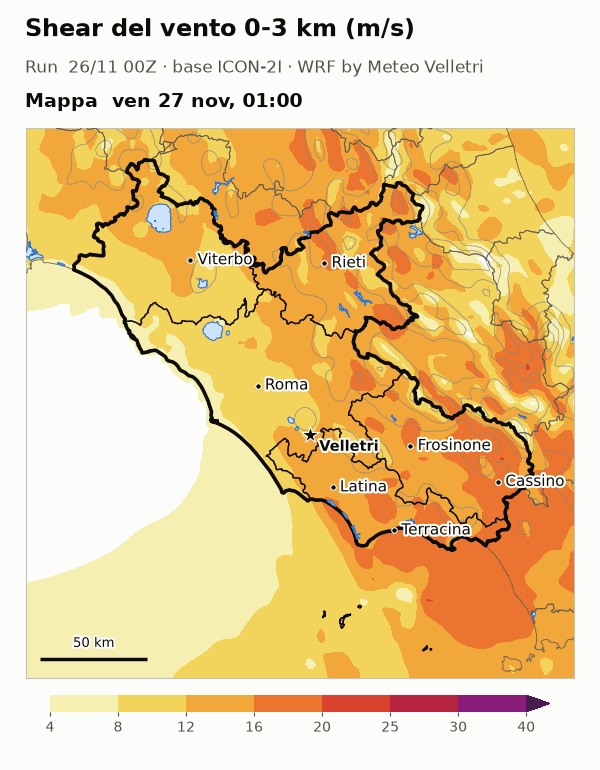 Shear del vento 0-3 km (m/s)
Run  26/11 00Z · base ICON-2I · WRF by Meteo Velletri
Mappa  ven 27 nov, 01:00
Viterbo
Rieti
Roma
Velletri
Frosinone
Cassino
Latina
Terracina
50 km
4 8 12 16 20 25 30 40